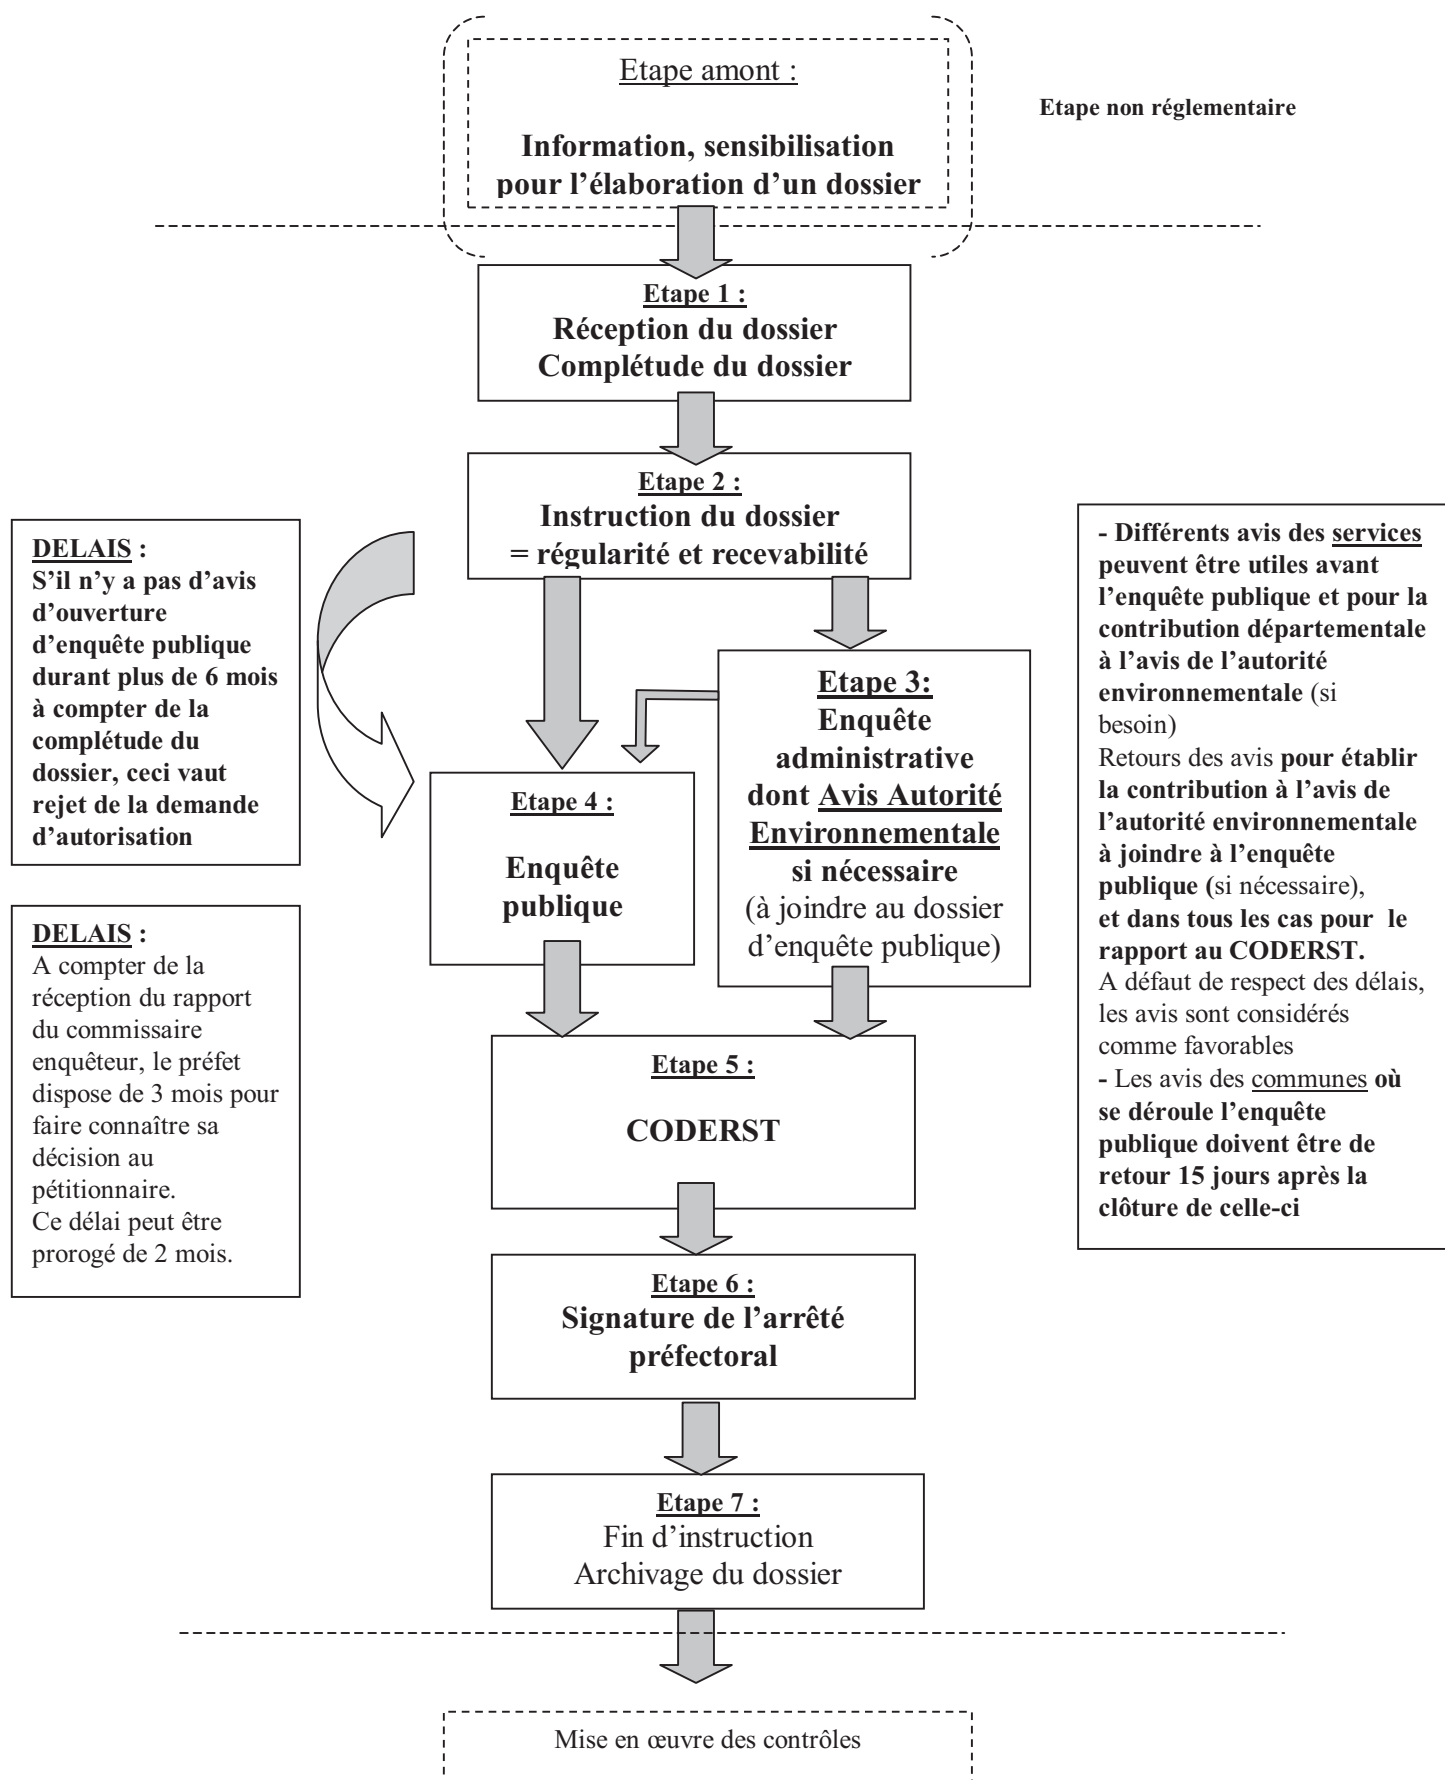 Etape amont :
Information, sensibilisation
pour l’élaboration d’un dossier
Etape non réglementaire
Etape 1 :
Réception du dossier
Complétude du dossier
Etape 2 :
Instruction du dossier
= régularité et recevabilité
DELAIS :
S’il n’y a pas d’avis
d’ouverture
d’enquête publique
durant plus de 6 mois
à compter de la
complétude du
dossier, ceci vaut
rejet de la demande
d’autorisation
DELAIS :
A compter de la
réception du rapport
du commissaire
enquêteur, le préfet
dispose de 3 mois pour
faire connaître sa
décision au
pétitionnaire.
Ce délai peut être
prorogé de 2 mois.
Etape 3:
Enquête
administrative
dont Avis Autorité
Environnementale
si nécessaire
(à joindre au dossier
d’enquête publique)
Etape 4 :
Enquête
publique
- Différents avis des services
peuvent être utiles avant
l’enquête publique et pour la
contribution départementale
à l’avis de l’autorité
environnementale (si
besoin)
Retours des avis pour établir
la contribution à l’avis de
l’autorité environnementale
à joindre à l’enquête
publique (si nécessaire),
et dans tous les cas pour le
rapport au CODERST.
A défaut de respect des délais,
les avis sont considérés
comme favorables
- Les avis des communes où
se déroule l’enquête
publique doivent être de
retour 15 jours après la
clôture de celle-ci
Etape 5 :
CODERST
Etape 6 :
Signature de l’arrêté
préfectoral
Etape 7 :
Fin d’instruction
Archivage du dossier
Mise en œuvre des contrôles